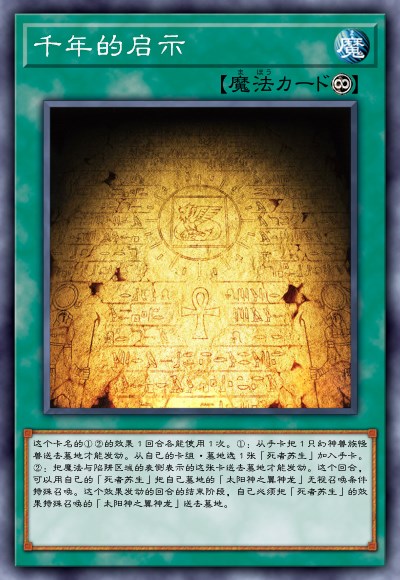 千年的启示
魔
【魔法カード】
ま ほう
这个卡名的①②的效果1回合各能使用1次。①:从手卡把1只幻神兽族怪
兽送去墓地才能发动。从自己的卡组·墓地选1张「死者苏生」加入手卡。
②:把魔法与陷阱区域的表侧表示的这张卡送去墓地才能发动。这个回合,
可以用自己的「死者苏生」把自己墓地的「太阳神之翼神龙」无视召唤条件
特殊召唤。这个效果发动的回合的结束阶段,自己必须把「死者苏生」的效
果特殊召唤的「太阳神之翼神龙」送去墓地。